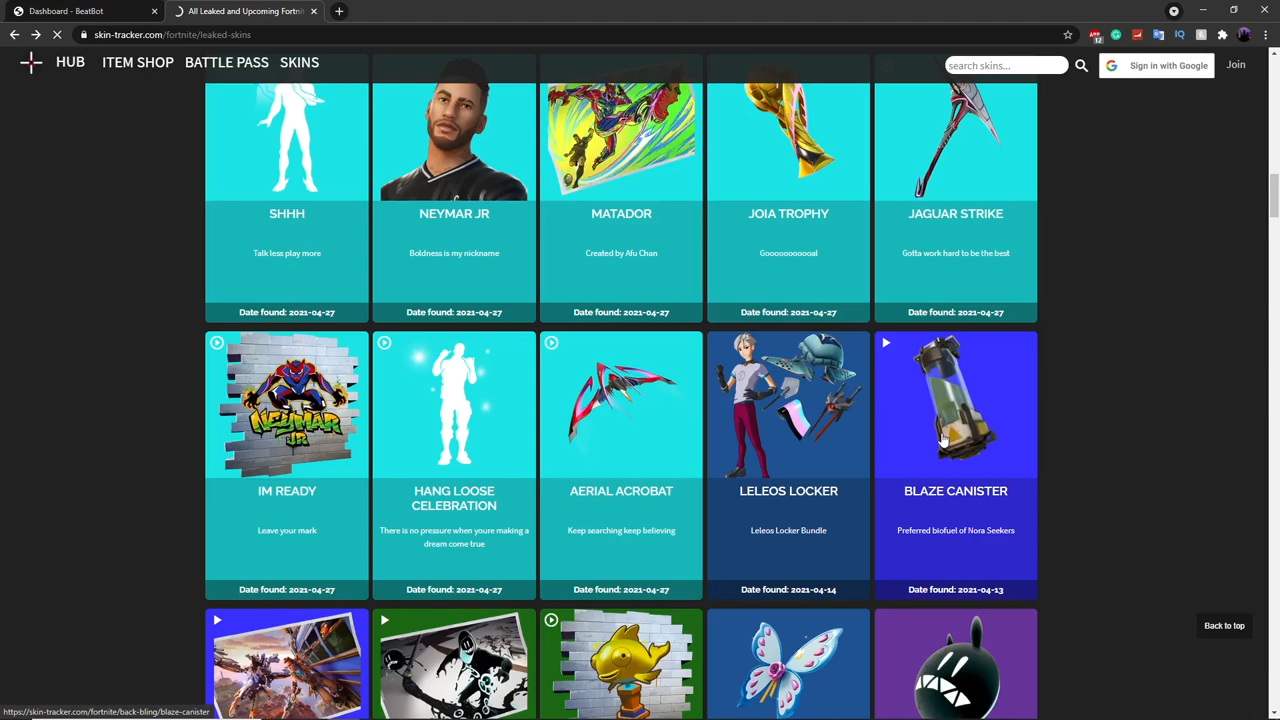 Dashboard - BeatBot
All Leaked and Upcoming Fortni
skin-tracker.com/fortnite/leaked-skins
12
HUB
ITEM SHOP
BATTLE PASS
SKINS
search skins...
Sign in with Google
Join
SHHH
Talk less play more
Date found: 2021-04-27
NEYMAR JR
Boldness is my nickname
Date found: 2021-04-27
MATADOR
Created by Afu Chan
Date found: 2021-04-27
JOIA TROPHY
Goooooooooal
Date found: 2021-04-27
JAGUAR STRIKE
Gotta work hard to be the best
Date found: 2021-04-27
NEYMAR
JR
IM READY
Leave your mark
Date found: 2021-04-27
HANG LOOSE
CELEBRATION
There is no pressure when youre making a
dream come true
Date found: 2021-04-27
AERIAL ACROBAT
Keep searching keep believing
Date found: 2021-04-27
LELEOS LOCKER
Leleos Locker Bundle
Date found: 2021-04-14
BLAZE CANISTER
Preferred biofuel of Nora Seekers
Date found: 2021-04-13
Back to top
https://skin-tracker.com/fortnite/back-bling/blaze-canister